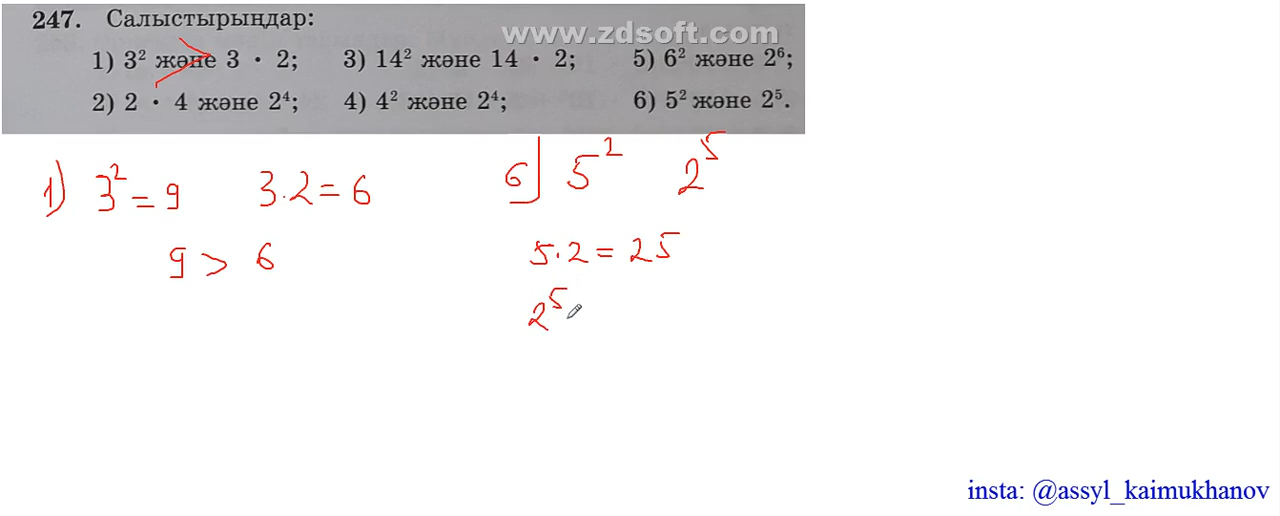 247. Салыстырыңдар:
www.zdsoft.com
1) 3² және 3 · 2; 3) 14² және 14 · 2; 5) 6² және 2⁶;
2) 2 · 4 және 2⁴; 4) 4² және 2⁴; 6) 5² және 2⁵.
1) 3² = 9 3·2 = 6
9 > 6
6) 5² 2⁵
5·2 = 25
2⁵
insta: @assyl_kaimukhanov